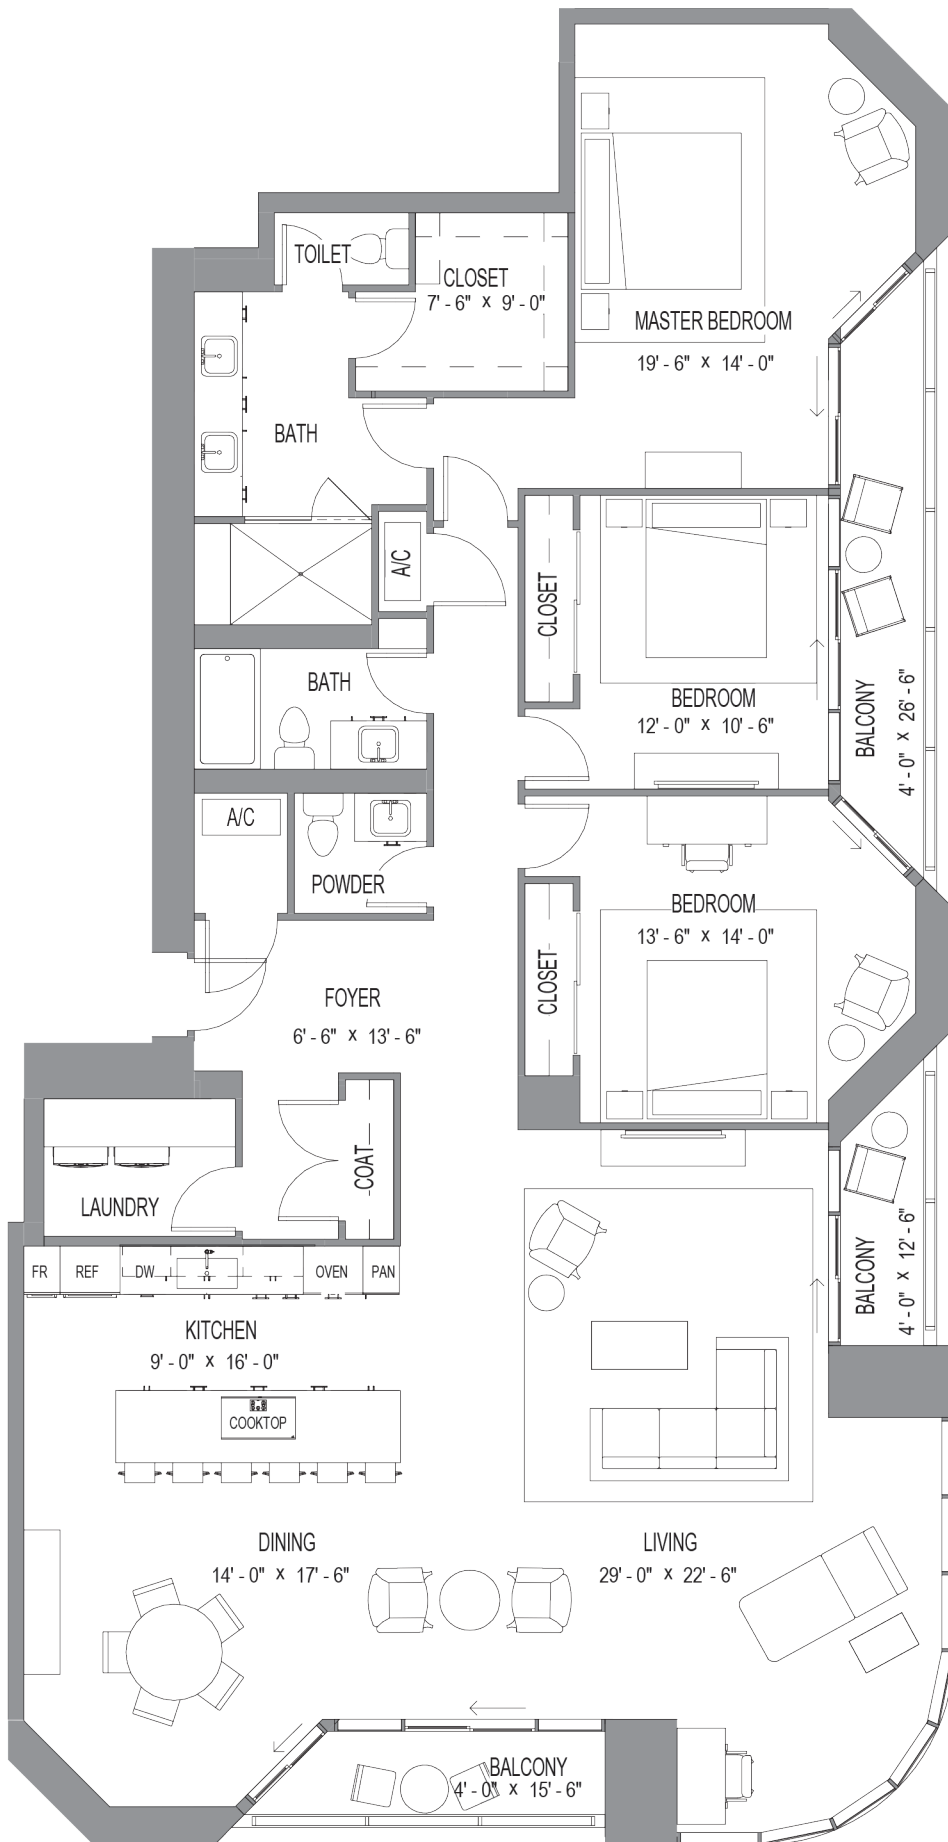 TOILET
CLOSET
7' - 6" x 9' - 0"
MASTER BEDROOM
19' - 6" x 14' - 0"
BATH
A/C
CLOSET
BATH
BEDROOM
12' - 0" x 10' - 6"
BALCONY
4' - 0" x 26' - 6"
A/C
POWDER
BEDROOM
13' - 6" x 14' - 0"
CLOSET
FOYER
6' - 6" x 13' - 6"
COAT
LAUNDRY
BALCONY
4' - 0" x 12' - 6"
FR
REF
DW
OVEN
PAN
KITCHEN
9' - 0" x 16' - 0"
COOKTOP
DINING
14' - 0" x 17' - 6"
LIVING
29' - 0" x 22' - 6"
BALCONY
4' - 0" x 15' - 6"